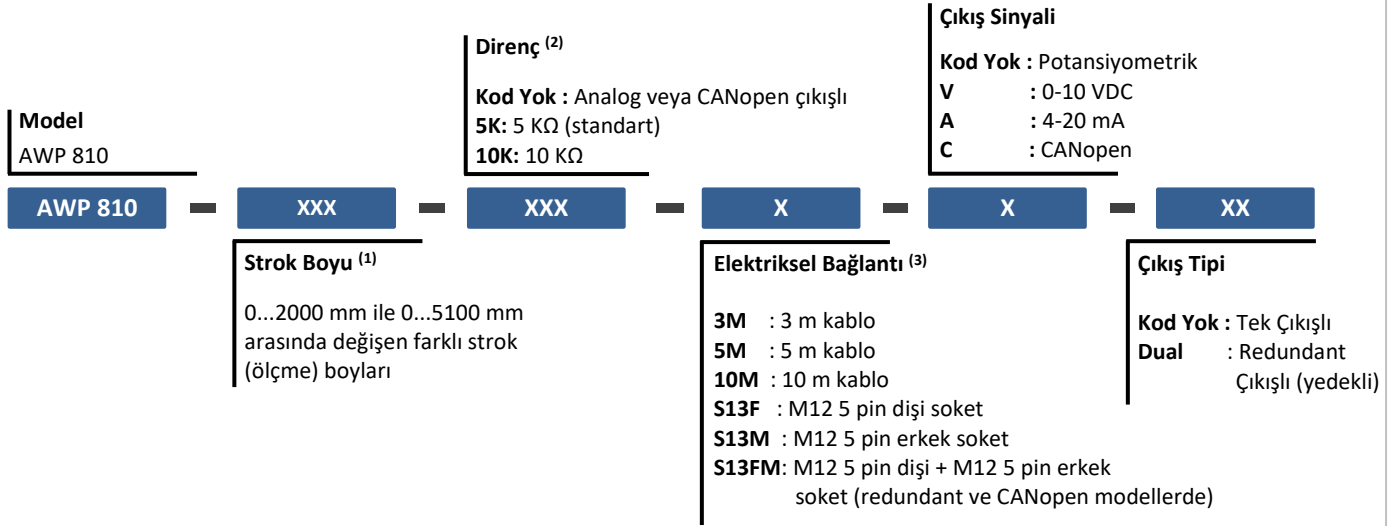 Model
AWP 810
Direnç (2)
Kod Yok : Analog veya CANopen çıkışlı
5K: 5 KΩ (standart)
10K: 10 KΩ
Çıkış Sinyali
Kod Yok : Potansiyometrik
V : 0-10 VDC
A : 4-20 mA
C : CANopen
AWP 810 - XXX - XXX - X - X - XX
Strok Boyu (1)
0...2000 mm ile 0...5100 mm
arasında değişen farklı strok
(ölçme) boyları
Elektriksel Bağlantı (3)
3M : 3 m kablo
5M : 5 m kablo
10M : 10 m kablo
S13F : M12 5 pin dişi soket
S13M : M12 5 pin erkek soket
S13FM: M12 5 pin dişi + M12 5 pin erkek
soket (redundant ve CANopen modellerde)
Çıkış Tipi
Kod Yok : Tek Çıkışlı
Dual : Redundant
Çıkışlı (yedekli)